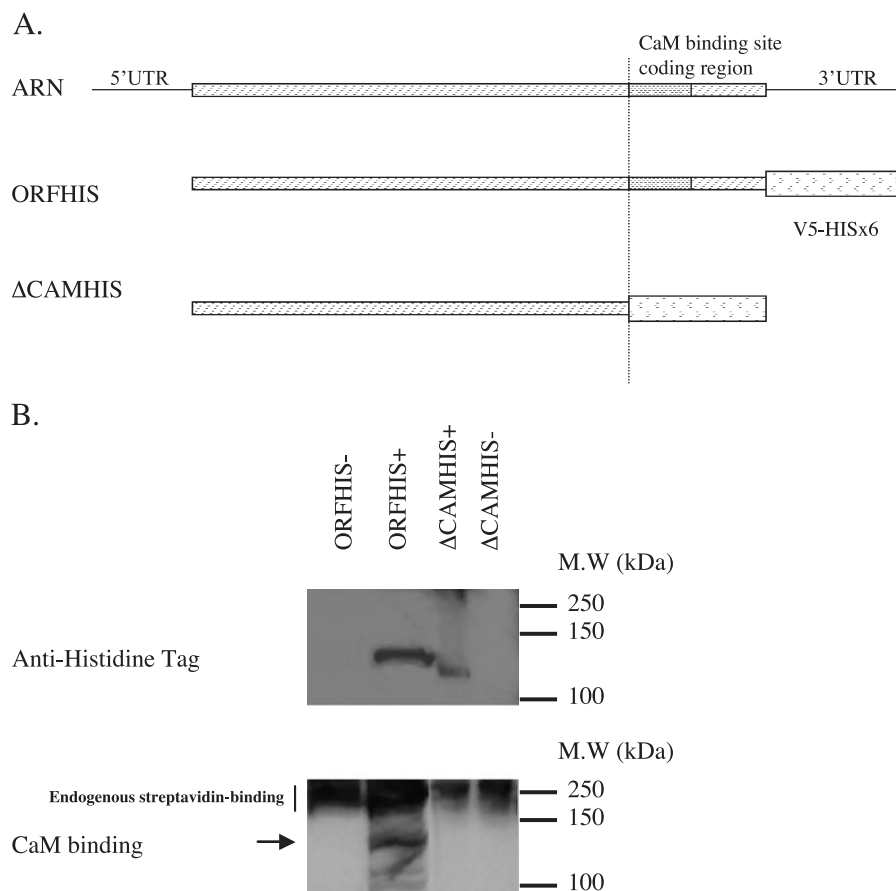 A.
CaM binding site
coding region
ARN
5'UTR
3'UTR
ORFHIS
V5-HISx6
ΔCAMHIS
B.
ORFHIS-
ORFHIS+
ΔCAMHIS+
ΔCAMHIS-
M.W (kDa)
250
150
Anti-Histidine Tag
100
M.W (kDa)
Endogenous streptavidin-binding
250
150
CaM binding
100